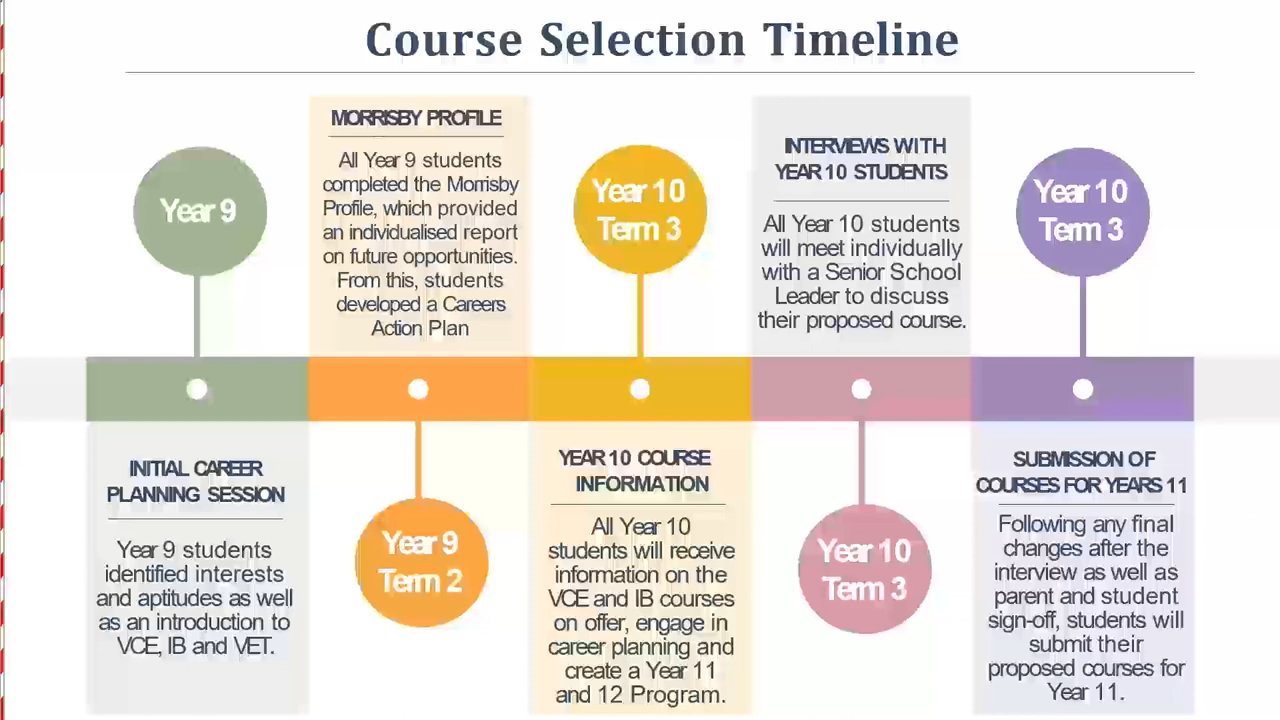 Course Selection Timeline
Year 9
INITIAL CAREER
PLANNING SESSION
Year 9 students
identified interests
and aptitudes as well
as an introduction to
VCE, IB and VET.
MORRISBY PROFILE
All Year 9 students
completed the Morrisby
Profile, which provided
an individualised report
on future opportunities.
From this, students
developed a Careers
Action Plan
Year 9
Term 2
Year 10
Term 3
YEAR 10 COURSE
INFORMATION
All Year 10
students will receive
information on the
VCE and IB courses
on offer, engage in
career planning and
create a Year 11
and 12 Program.
INTERVIEWS WITH
YEAR 10 STUDENTS
All Year 10 students
will meet individually
with a Senior School
Leader to discuss
their proposed course.
Year 10
Term 3
Year 10
Term 3
SUBMISSION OF
COURSES FOR YEARS 11
Following any final
changes after the
interview as well as
parent and student
sign-off, students will
submit their
proposed courses for
Year 11.